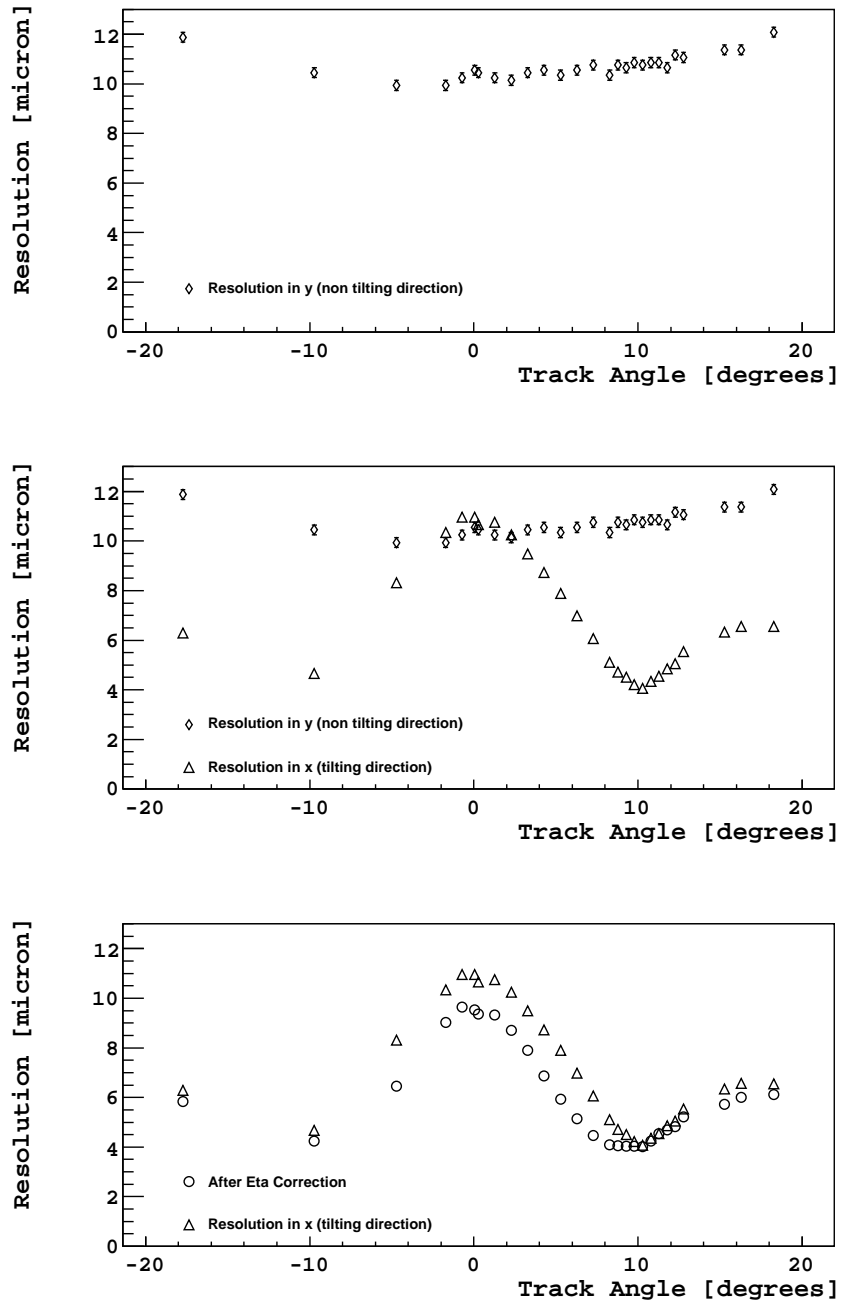 Resolution [micron]
12
10
8
6
4
2
0
Resolution in y (non tilting direction)
-20 -10 0 10 20
Track Angle [degrees]
Resolution [micron]
12
10
8
6
4
2
0
Resolution in y (non tilting direction)
Resolution in x (tilting direction)
-20 -10 0 10 20
Track Angle [degrees]
Resolution [micron]
12
10
8
6
4
2
0
After Eta Correction
Resolution in x (tilting direction)
-20 -10 0 10 20
Track Angle [degrees]